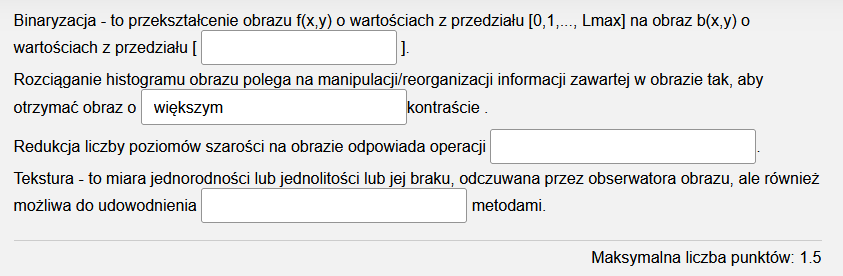 Binaryzacja - to przekształcenie obrazu f(x,y) o wartościach z przedziału [0,1,..., Lmax] na obraz b(x,y) o
wartościach z przedziału [ ].
Rozciąganie histogramu obrazu polega na manipulacji/reorganizacji informacji zawartej w obrazie tak, aby
otrzymać obraz o większym kontraście .
Redukcja liczby poziomów szarości na obrazie odpowiada operacji .
Tekstura - to miara jednorodności lub jednolitości lub jej braku, odczuwana przez obserwatora obrazu, ale również
możliwa do udowodnienia metodami.
Maksymalna liczba punktów: 1.5